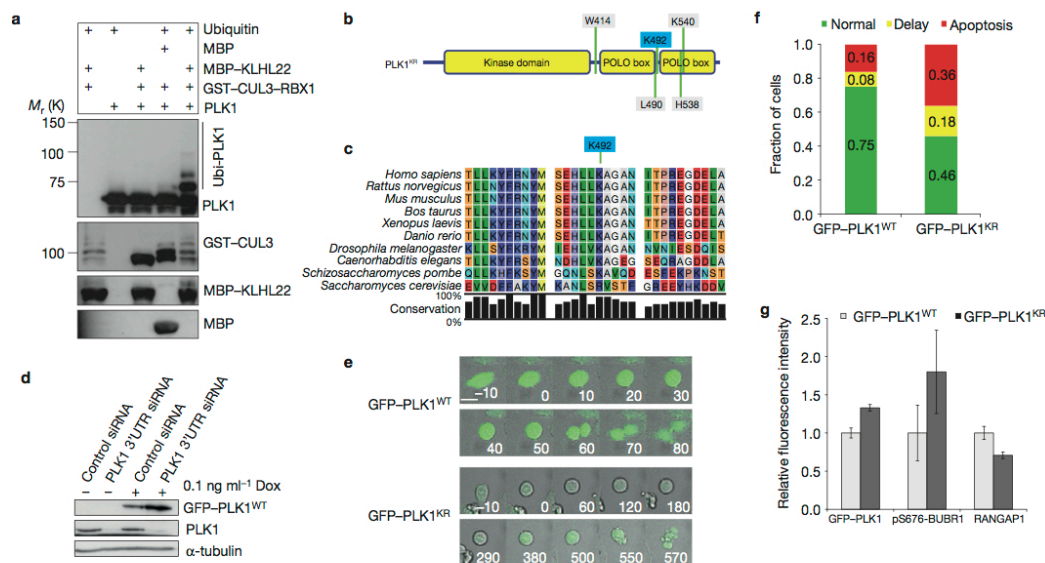 a
+ + + + Ubiquitin
+ MBP
+ + + MBP–KLHL22
+ + + + GST–CUL3–RBX1
+ + + + PLK1
Mr (K)
150
100
75
Ubi-PLK1
PLK1
100
GST–CUL3
MBP–KLHL22
MBP
b
W414
K540
K492
PLK1KR
Kinase domain
POLO box
POLO box
L490
H538
c
K492
Homo sapiens
Rattus norvegicus
Mus musculus
Bos taurus
Xenopus laevis
Danio rerio
Drosophila melanogaster
Caenorhabditis elegans
Schizosaccharomyces pombe
Saccharomyces cerevisiae
100%
Conservation
0%
d
Control siRNA
PLK1 3'UTR siRNA
Control siRNA
PLK1 3'UTR siRNA
– – + + 0.1 ng ml–1 Dox
GFP–PLK1WT
PLK1
α-tubulin
e
GFP–PLK1WT
–10 0 10 20 30
40 50 60 70 80
GFP–PLK1KR
–10 0 60 120 180
290 380 500 550 570
f
Normal Delay Apoptosis
Fraction of cells
1.0
0.8
0.6
0.4
0.2
0.0
0.16
0.08
0.75
0.36
0.18
0.46
GFP–PLK1WT GFP–PLK1KR
g
GFP–PLK1WT GFP–PLK1KR
Relative fluorescence intensity
2.5
2.0
1.5
1.0
0.5
0.0
GFP–PLK1 pS676-BUBR1 RANGAP1